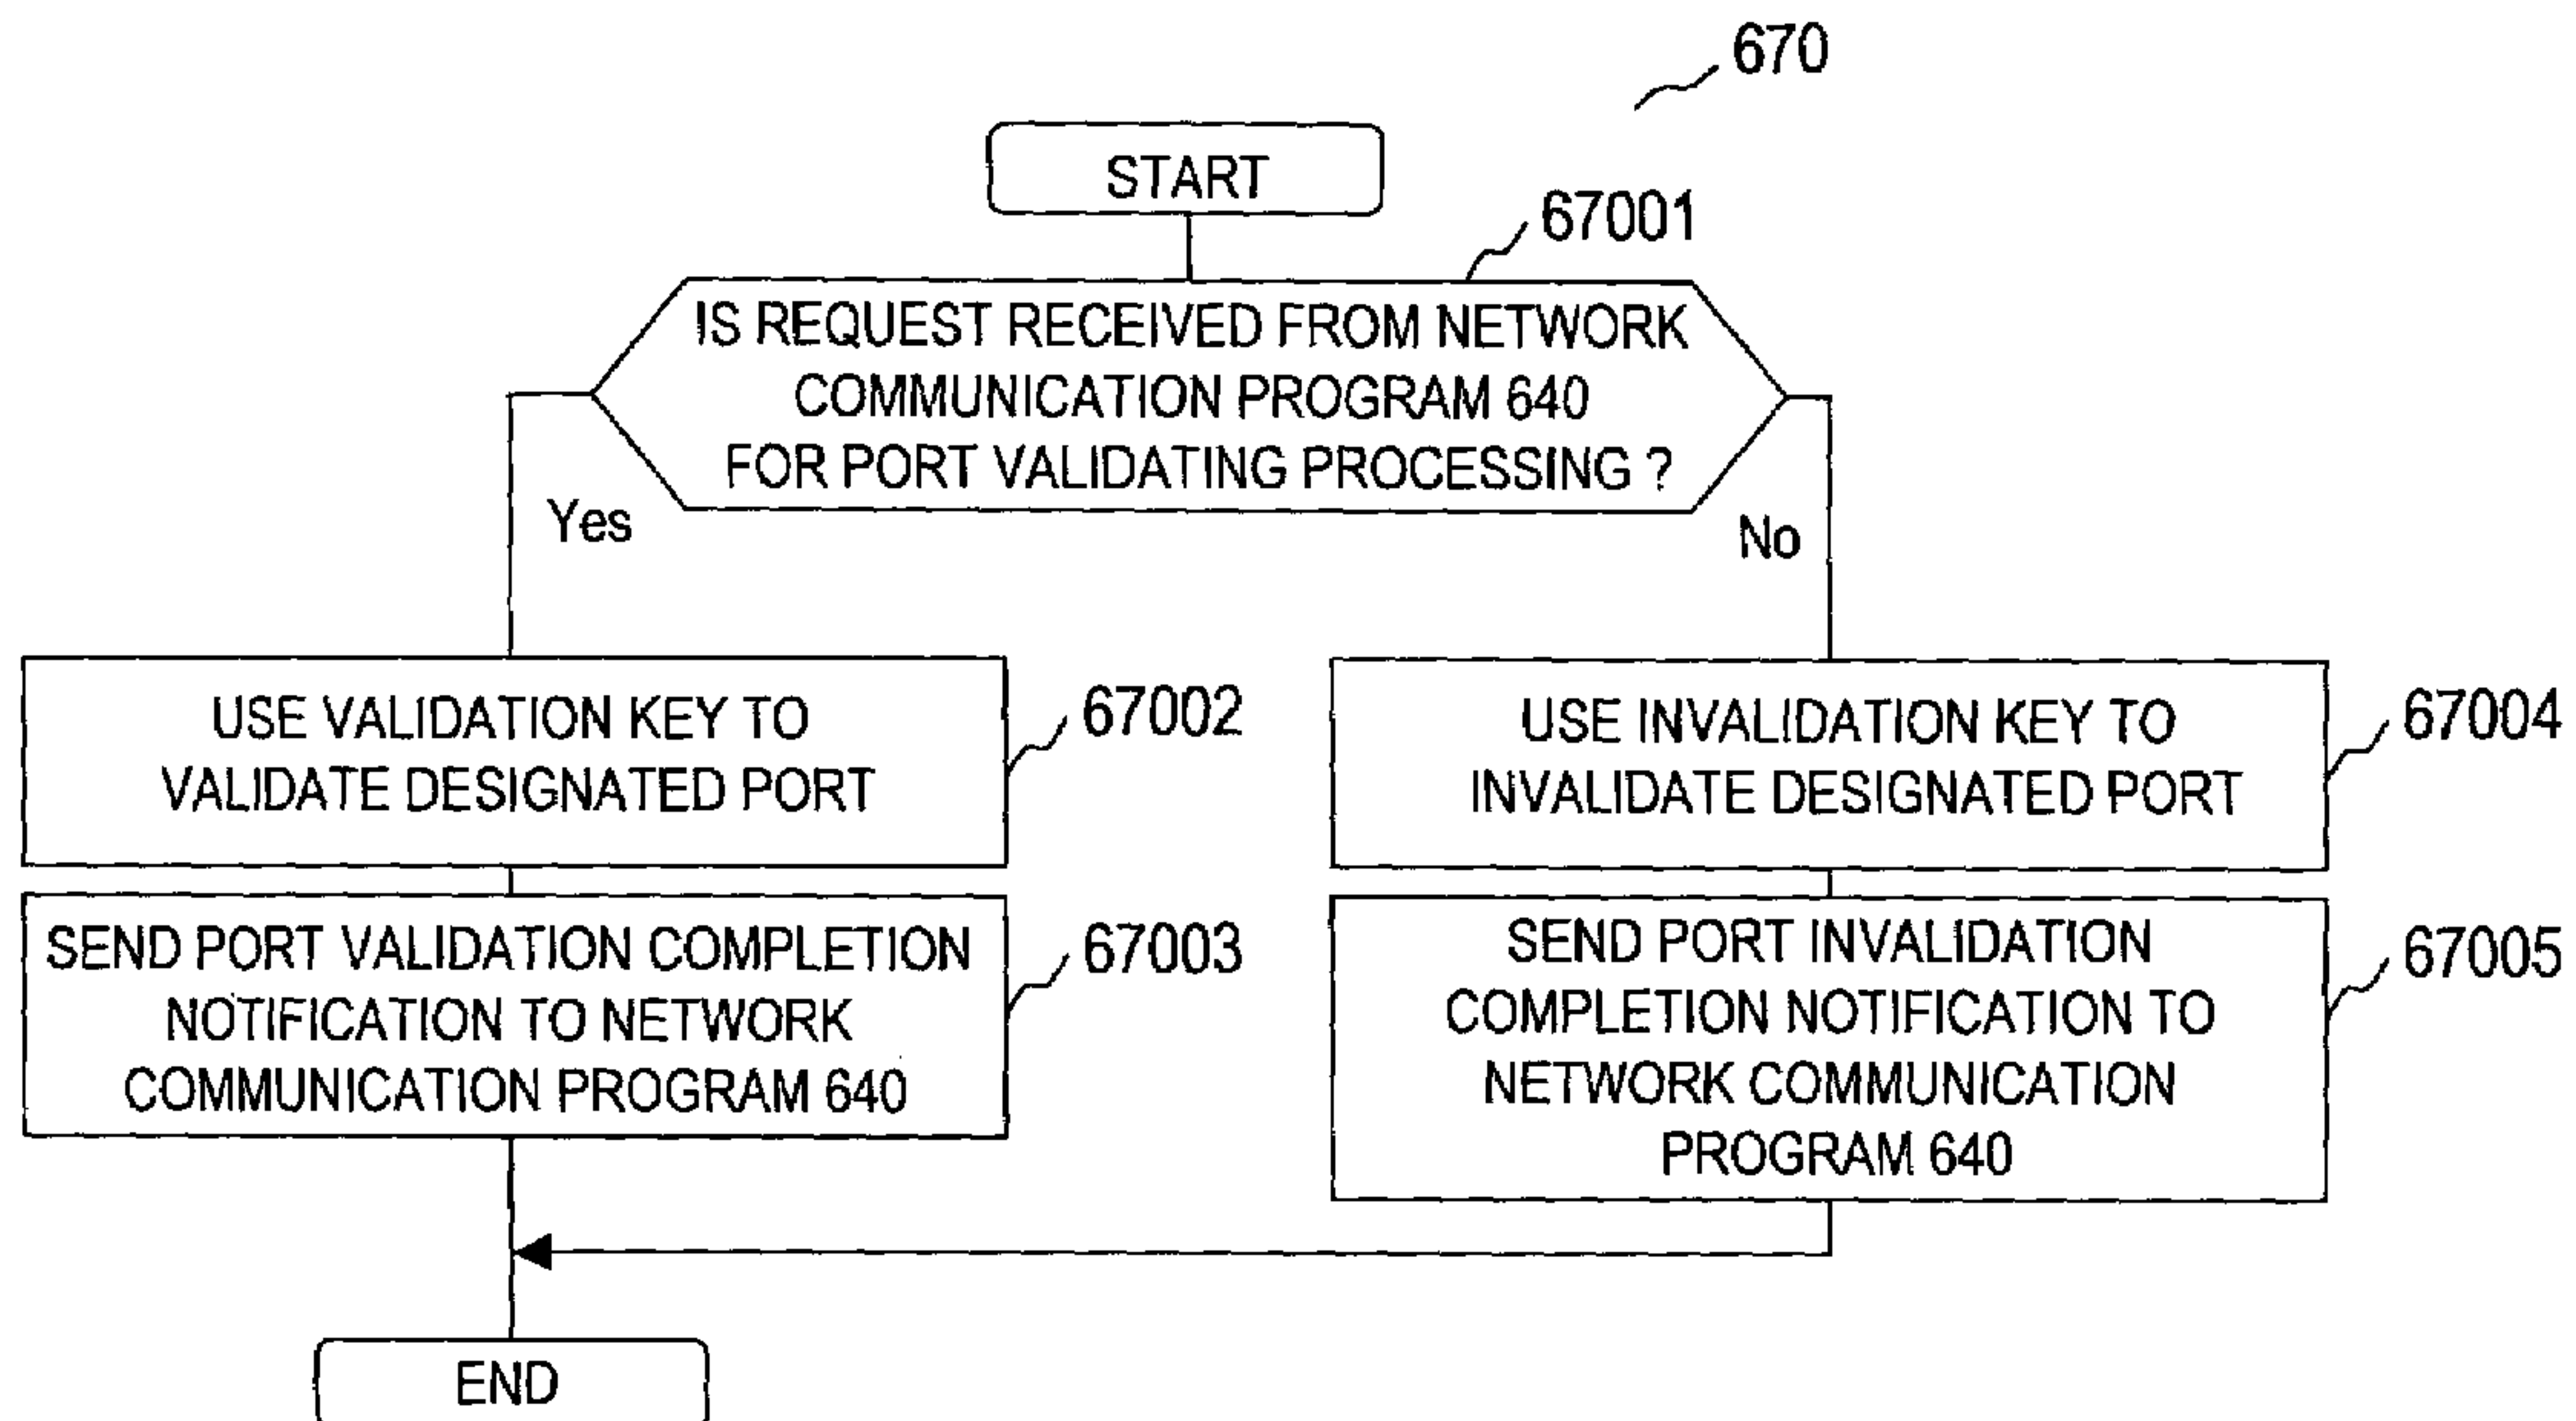 670
START
67001
IS REQUEST RECEIVED FROM NETWORK
COMMUNICATION PROGRAM 640
FOR PORT VALIDATING PROCESSING ?
Yes
No
USE VALIDATION KEY TO
VALIDATE DESIGNATED PORT
67002
USE INVALIDATION KEY TO
INVALIDATE DESIGNATED PORT
67004
SEND PORT VALIDATION COMPLETION
NOTIFICATION TO NETWORK
COMMUNICATION PROGRAM 640
67003
SEND PORT INVALIDATION
COMPLETION NOTIFICATION TO
NETWORK COMMUNICATION
PROGRAM 640
67005
END